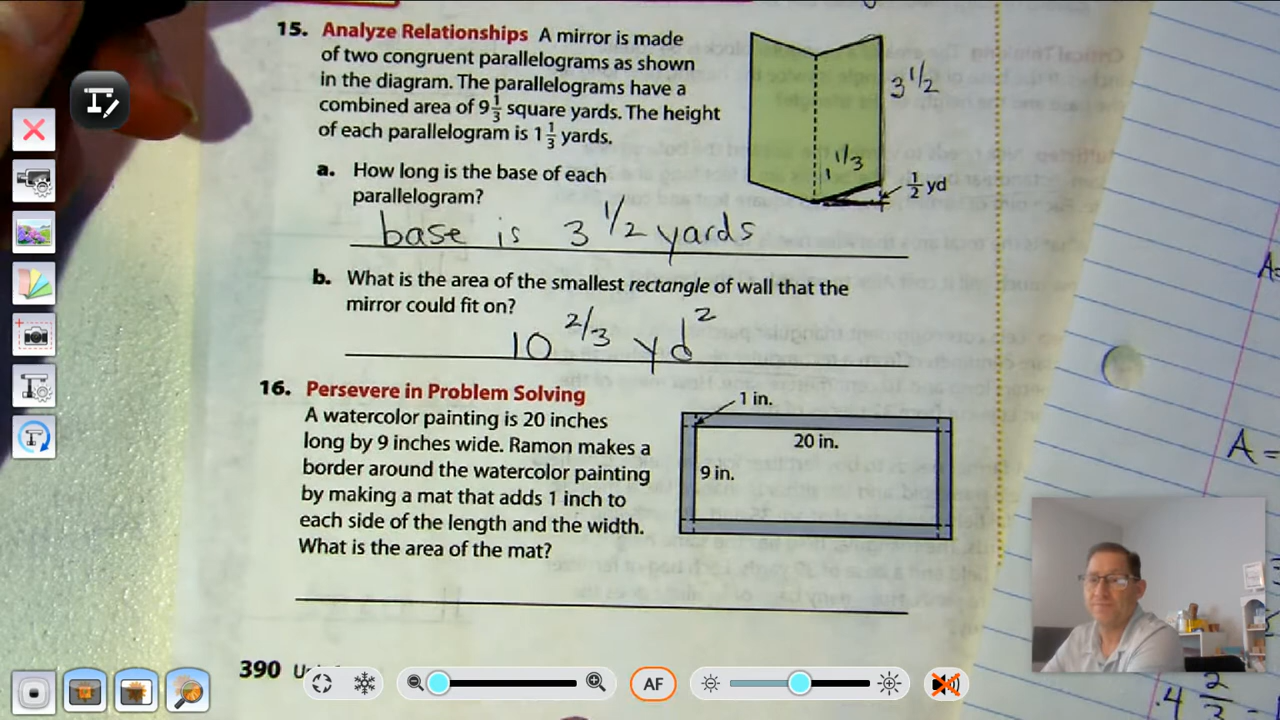 15. Analyze Relationships A mirror is made
of two congruent parallelograms as shown
in the diagram. The parallelograms have a
combined area of 9 1/3 square yards. The height
of each parallelogram is 1 1/3 yards.
3 1/2
1 1/3
1/2 yd
a. How long is the base of each
parallelogram?
base is 3 1/2 yards
b. What is the area of the smallest rectangle of wall that the
mirror could fit on?
10 2/3 yd²
16. Persevere in Problem Solving
A watercolor painting is 20 inches
long by 9 inches wide. Ramon makes a
border around the watercolor painting
by making a mat that adds 1 inch to
each side of the length and the width.
What is the area of the mat?
1 in.
20 in.
9 in.
A =
390
AF